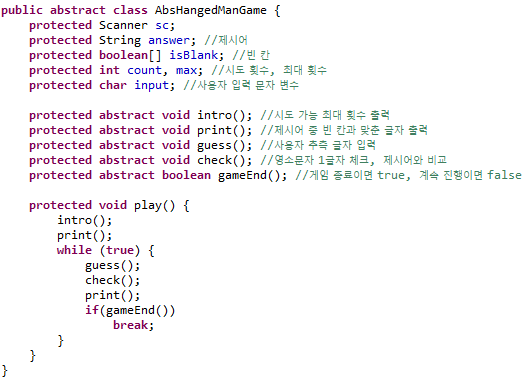 public abstract class AbsHangedManGame {
protected Scanner sc;
protected String answer; //제시어
protected boolean[] isBlank; //빈 칸
protected int count, max; //시도 횟수, 최대 횟수
protected char input; //사용자 입력 문자 변수
protected abstract void intro(); //시도 가능 최대 횟수 출력
protected abstract void print(); //제시어 중 빈 칸과 맞춘 글자 출력
protected abstract void guess(); //사용자 추측 글자 입력
protected abstract void check(); //영소문자 1글자 체크, 제시어와 비교
protected abstract boolean gameEnd(); //게임 종료이면 true, 계속 진행이면 false
protected void play() {
intro();
print();
while (true) {
guess();
check();
print();
if(gameEnd())
break;
}
}
}